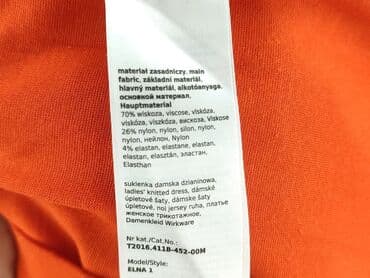 materiał zasadniczy, main
fabric, základní materiál,
hlavný materiál, alkotóanyaga,
основной материал,
Hauptmaterial
70% wiskoza, viscose, viskóza,
viskóza, viszkóza, вискоза, Viskose
26% nylon, nylon, silon, nylon,
nylon, нейлон, Nylon
4% elastan, elastane, elastan,
elastan, elasztán, эластан,
Elasthan
sukienka damska dzianinowa,
ladies' knitted dress, dámské
úpletové šaty, dámske šaty
úpletové, női jersey ruha, платье
женское трикотажное,
Damenkleid Wirkware
Nr kat./Cat.No.:
T2016.411B-452-00M
Model/Style:
ELNA 1